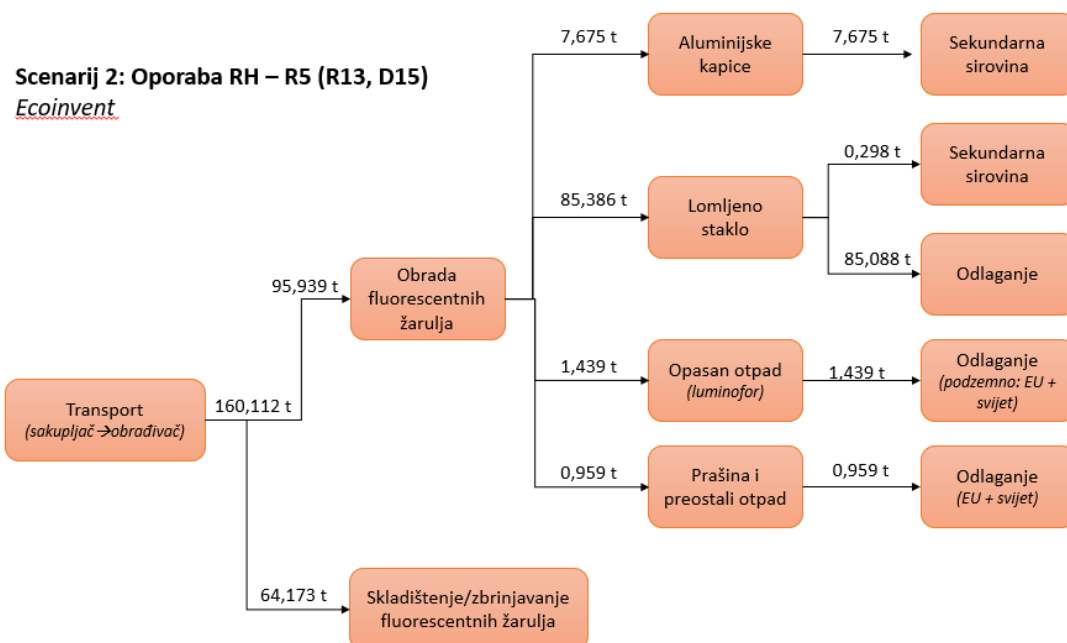 Scenarij 2: Oporaba RH – R5 (R13, D15)
Ecoinvent
7,675 t
Aluminijske
kapice
7,675 t
Sekundarna
sirovina
85,386 t
Lomljeno
staklo
0,298 t
Sekundarna
sirovina
85,088 t
Odlaganje
95,939 t
Obrada
fluorescentnih
žarulja
1,439 t
Opasan otpad
(luminofor)
1,439 t
Odlaganje
(podzemno: EU +
svijet)
Transport
(sakupljač→obrađivač)
160,112 t
0,959 t
Prašina i
preostali otpad
0,959 t
Odlaganje
(EU + svijet)
64,173 t
Skladištenje/zbrinjavanje
fluorescentnih žarulja